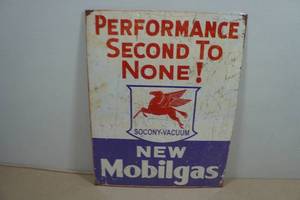 PERFORMANCE
SECOND TO
NONE!
SOCONY-VACUUM
NEW
Mobilgas